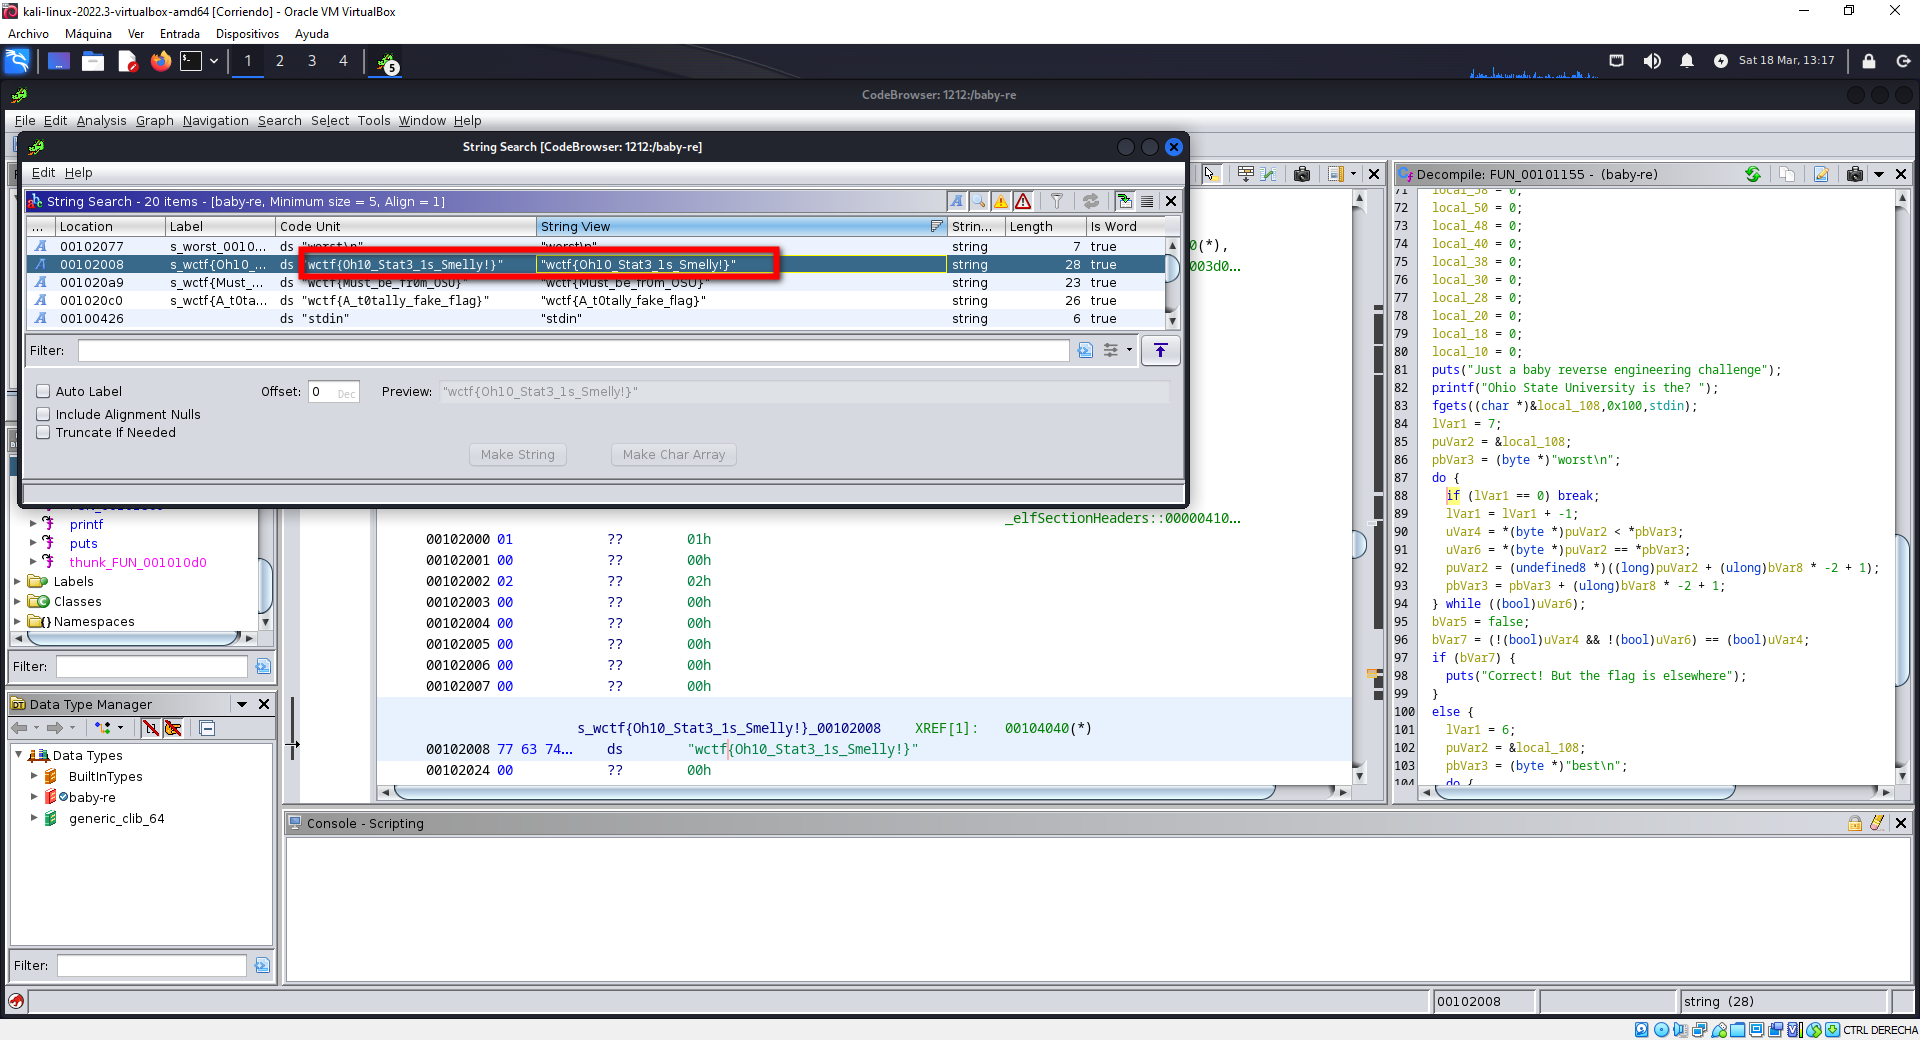 kali-linux-2022.3-virtualbox-amd64 [Corriendo] - Oracle VM VirtualBox
Archivo Máquina Ver Entrada Dispositivos Ayuda
1 2 3 4 5 Sat 18 Mar, 13:17
CodeBrowser: 1212:/baby-re
File Edit Analysis Graph Navigation Search Select Tools Window Help
String Search [CodeBrowser: 1212:/baby-re]
Edit Help
String Search - 20 items - [baby-re, Minimum size = 5, Align = 1]
... Location Label Code Unit String View Strin... Length Is Word
00102077 s_worst_0010... ds "worst\n" "worst\n" string 7 true
00102008 s_wctf{Oh10_... ds "wctf{Oh10_Stat3_1s_Smelly!}" "wctf{Oh10_Stat3_1s_Smelly!}" string 28 true
001020a9 s_wctf{Must_... ds "wctf{Must_be_fr0m_OSU}" "wctf{Must_be_fr0m_OSU}" string 23 true
001020c0 s_wctf{A_t0ta... ds "wctf{A_t0tally_fake_flag}" "wctf{A_t0tally_fake_flag}" string 26 true
00100426 ds "stdin" "stdin" string 6 true
Filter:
Auto Label Offset: 0 Dec Preview: "wctf{Oh10_Stat3_1s_Smelly!}"
Include Alignment Nulls
Truncate If Needed
Make String Make Char Array
printf
puts
thunk_FUN_001010d0
Labels
Classes
Namespaces
Filter:
Data Type Manager
Data Types
BuiltInTypes
baby-re
generic_clib_64
Filter:
0(*),
003d0...
_elfSectionHeaders::00000410...
00102000 01 ?? 01h
00102001 00 ?? 00h
00102002 02 ?? 02h
00102003 00 ?? 00h
00102004 00 ?? 00h
00102005 00 ?? 00h
00102006 00 ?? 00h
00102007 00 ?? 00h
s_wctf{Oh10_Stat3_1s_Smelly!}_00102008 XREF[1]: 00104040(*)
00102008 77 63 74... ds "wctf{Oh10_Stat3_1s_Smelly!}"
00102024 00 ?? 00h
Decompile: FUN_00101155 - (baby-re)
71 local_58 = 0;
72 local_50 = 0;
73 local_48 = 0;
74 local_40 = 0;
75 local_38 = 0;
76 local_30 = 0;
77 local_28 = 0;
78 local_20 = 0;
79 local_18 = 0;
80 local_10 = 0;
81 puts("Just a baby reverse engineering challenge");
82 printf("Ohio State University is the? ");
83 fgets((char *)&local_108,0x100,stdin);
84 lVar1 = 7;
85 puVar2 = &local_108;
86 pbVar3 = (byte *)"worst\n";
87 do {
88 if (lVar1 == 0) break;
89 lVar1 = lVar1 + -1;
90 uVar4 = *(byte *)puVar2 < *pbVar3;
91 uVar6 = *(byte *)puVar2 == *pbVar3;
92 puVar2 = (undefined8 *)((long)puVar2 + (ulong)bVar8 * -2 + 1);
93 pbVar3 = pbVar3 + (ulong)bVar8 * -2 + 1;
94 } while ((bool)uVar6);
95 bVar5 = false;
96 bVar7 = (!(bool)uVar4 && !(bool)uVar6) == (bool)uVar4;
97 if (bVar7) {
98 puts("Correct! But the flag is elsewhere");
99 }
100 else {
101 lVar1 = 6;
102 puVar2 = &local_108;
103 pbVar3 = (byte *)"best\n";
104 do {
Console - Scripting
00102008 string (28)
CTRL DERECHA